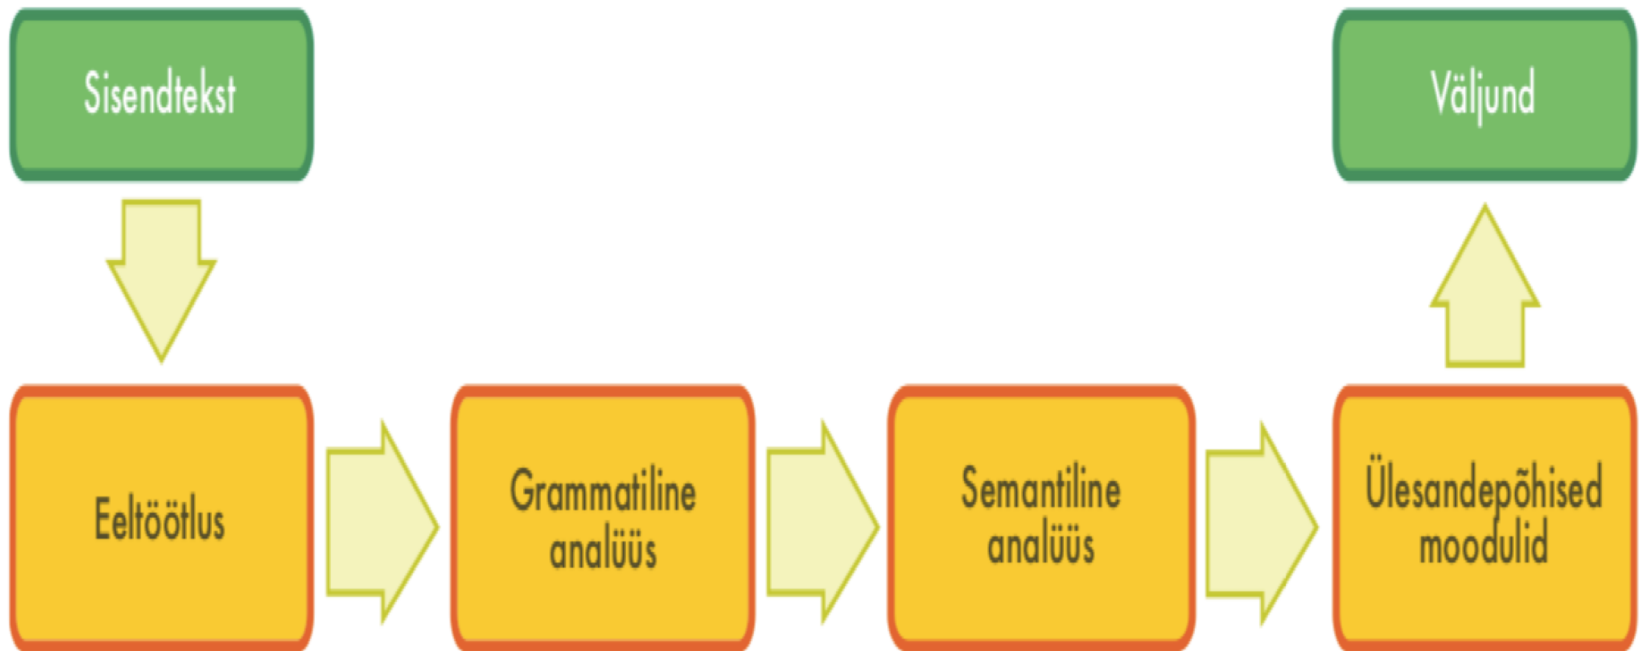 Sisendtekst
Väljund
Eeltöötlus
Grammatiline
analüüs
Semantiline
analüüs
Ülesandepõhised
moodulid